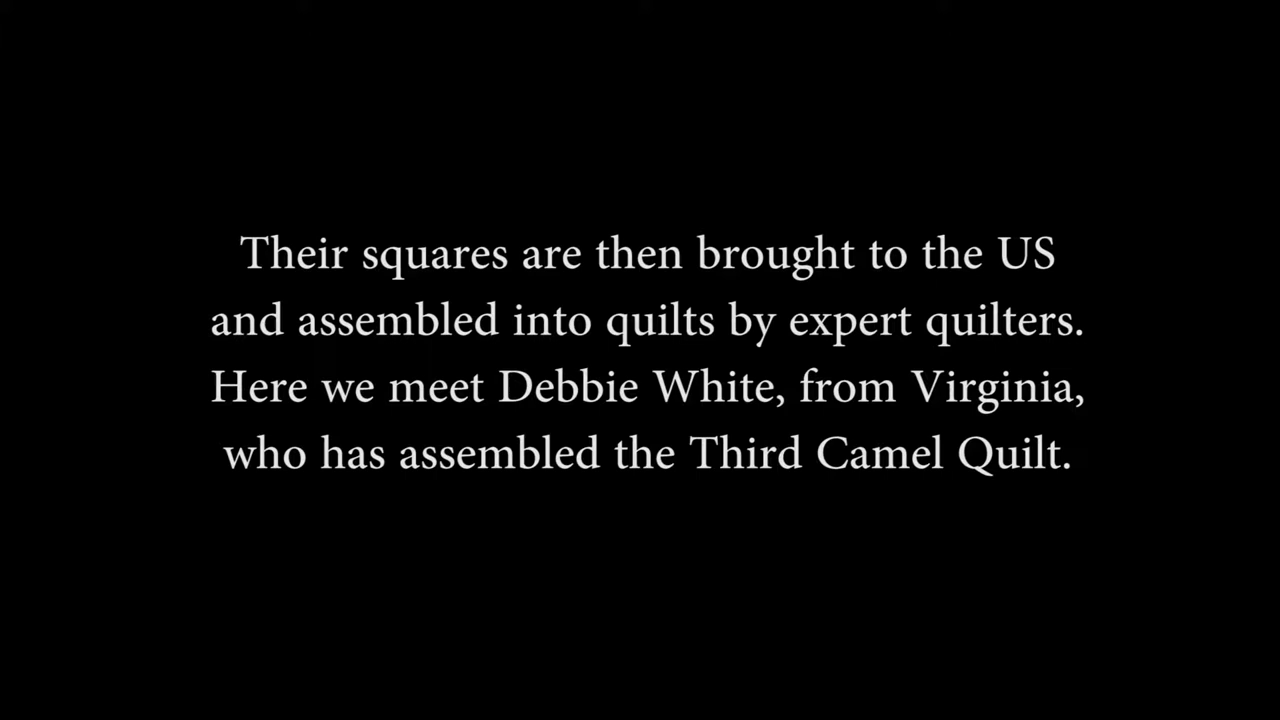 Their squares are then brought to the US
and assembled into quilts by expert quilters.
Here we meet Debbie White, from Virginia,
who has assembled the Third Camel Quilt.